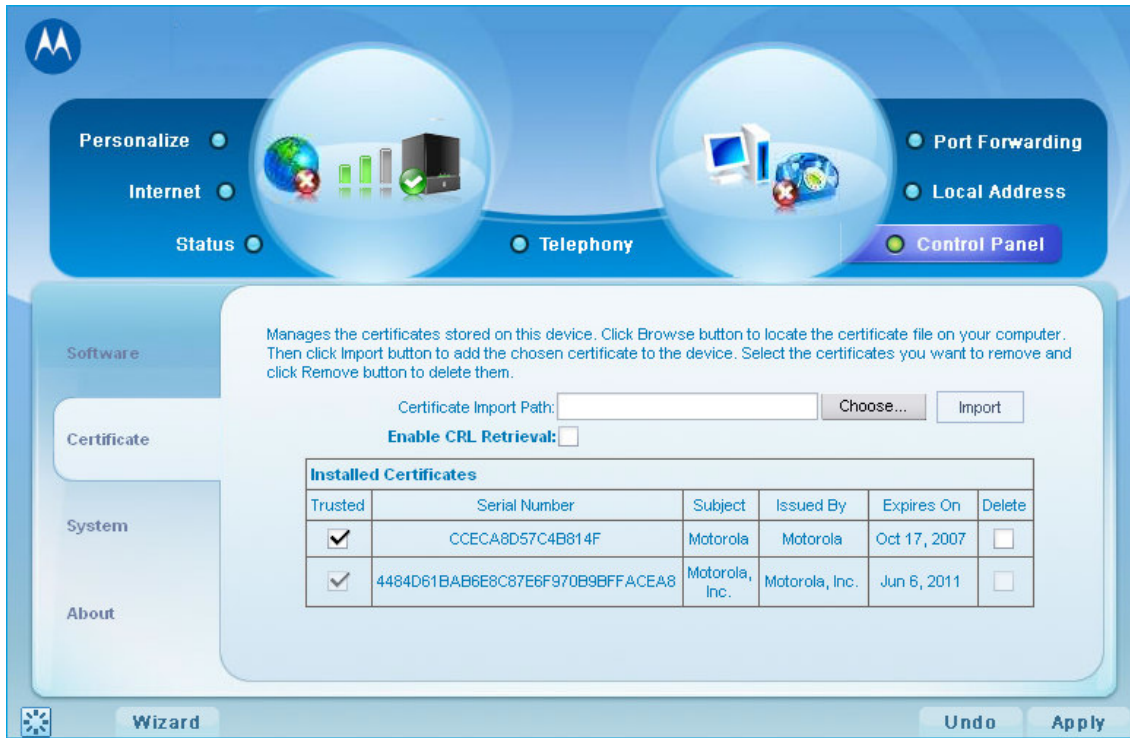 Personalize
Internet
Status
Telephony
Port Forwarding
Local Address
Control Panel
Software
Certificate
System
About
Manages the certificates stored on this device. Click Browse button to locate the certificate file on your computer.
Then click Import button to add the chosen certificate to the device. Select the certificates you want to remove and
click Remove button to delete them.
Certificate Import Path: Choose... Import
Enable CRL Retrieval:
Installed Certificates
Trusted Serial Number Subject Issued By Expires On Delete
CCECA8D57C4B814F Motorola Motorola Oct 17, 2007
4484D61BAB6E8C87E6F970B9BFFACEA8 Motorola, Inc. Motorola, Inc. Jun 6, 2011
Wizard Undo Apply